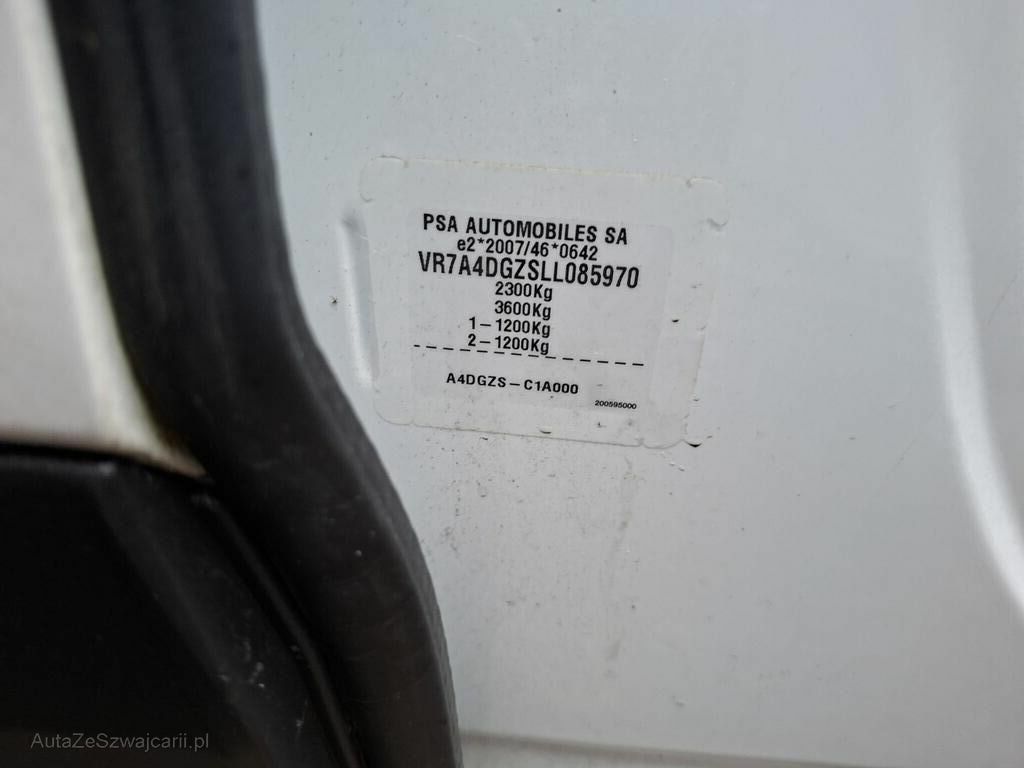 PSA AUTOMOBILES SA
e2*2007/46*0642
VR7A4DGZSLL085970
2300Kg
3600Kg
1-1200Kg
2-1200Kg
A4DGZS-C1A000
200595000
AutaZeSzwajcarii.pl